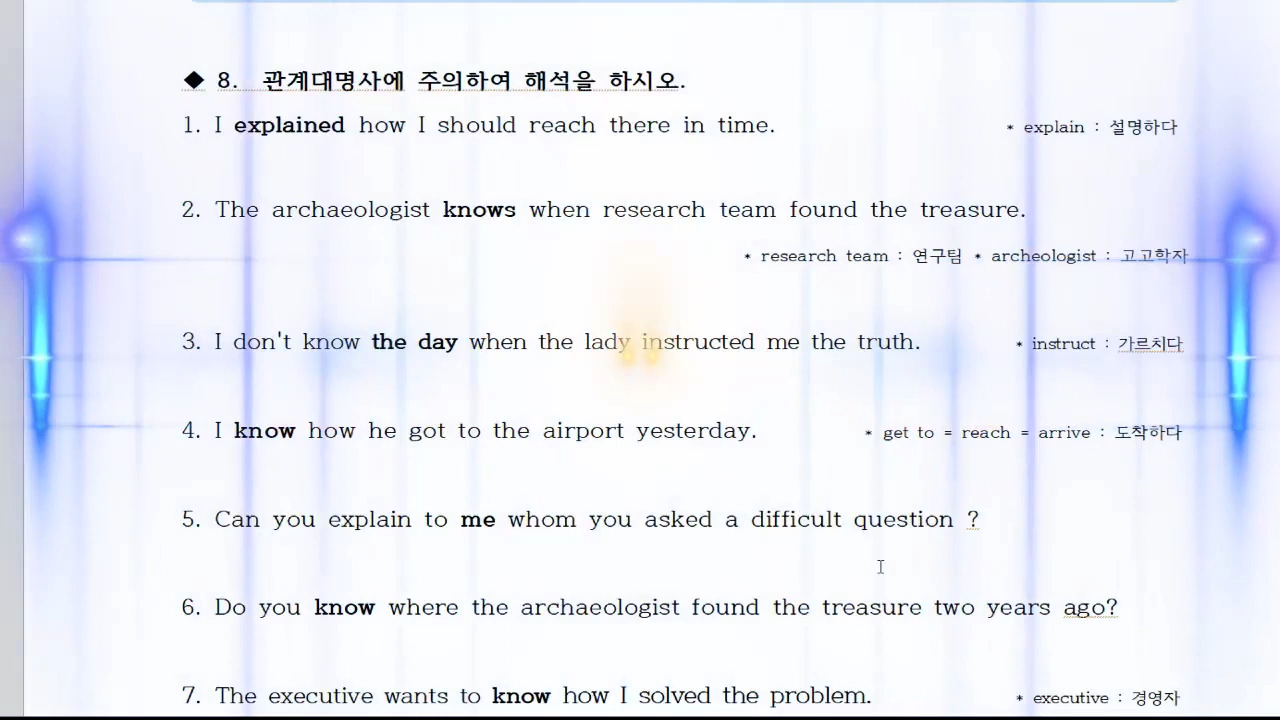 ◆ 8. 관계대명사에 주의하여 해석을 하시오.
1. I explained how I should reach there in time. * explain : 설명하다
2. The archaeologist knows when research team found the treasure.
* research team : 연구팀 * archeologist : 고고학자
3. I don't know the day when the lady instructed me the truth. * instruct : 가르치다
4. I know how he got to the airport yesterday. * get to = reach = arrive : 도착하다
5. Can you explain to me whom you asked a difficult question ?
6. Do you know where the archaeologist found the treasure two years ago?
7. The executive wants to know how I solved the problem. * executive : 경영자